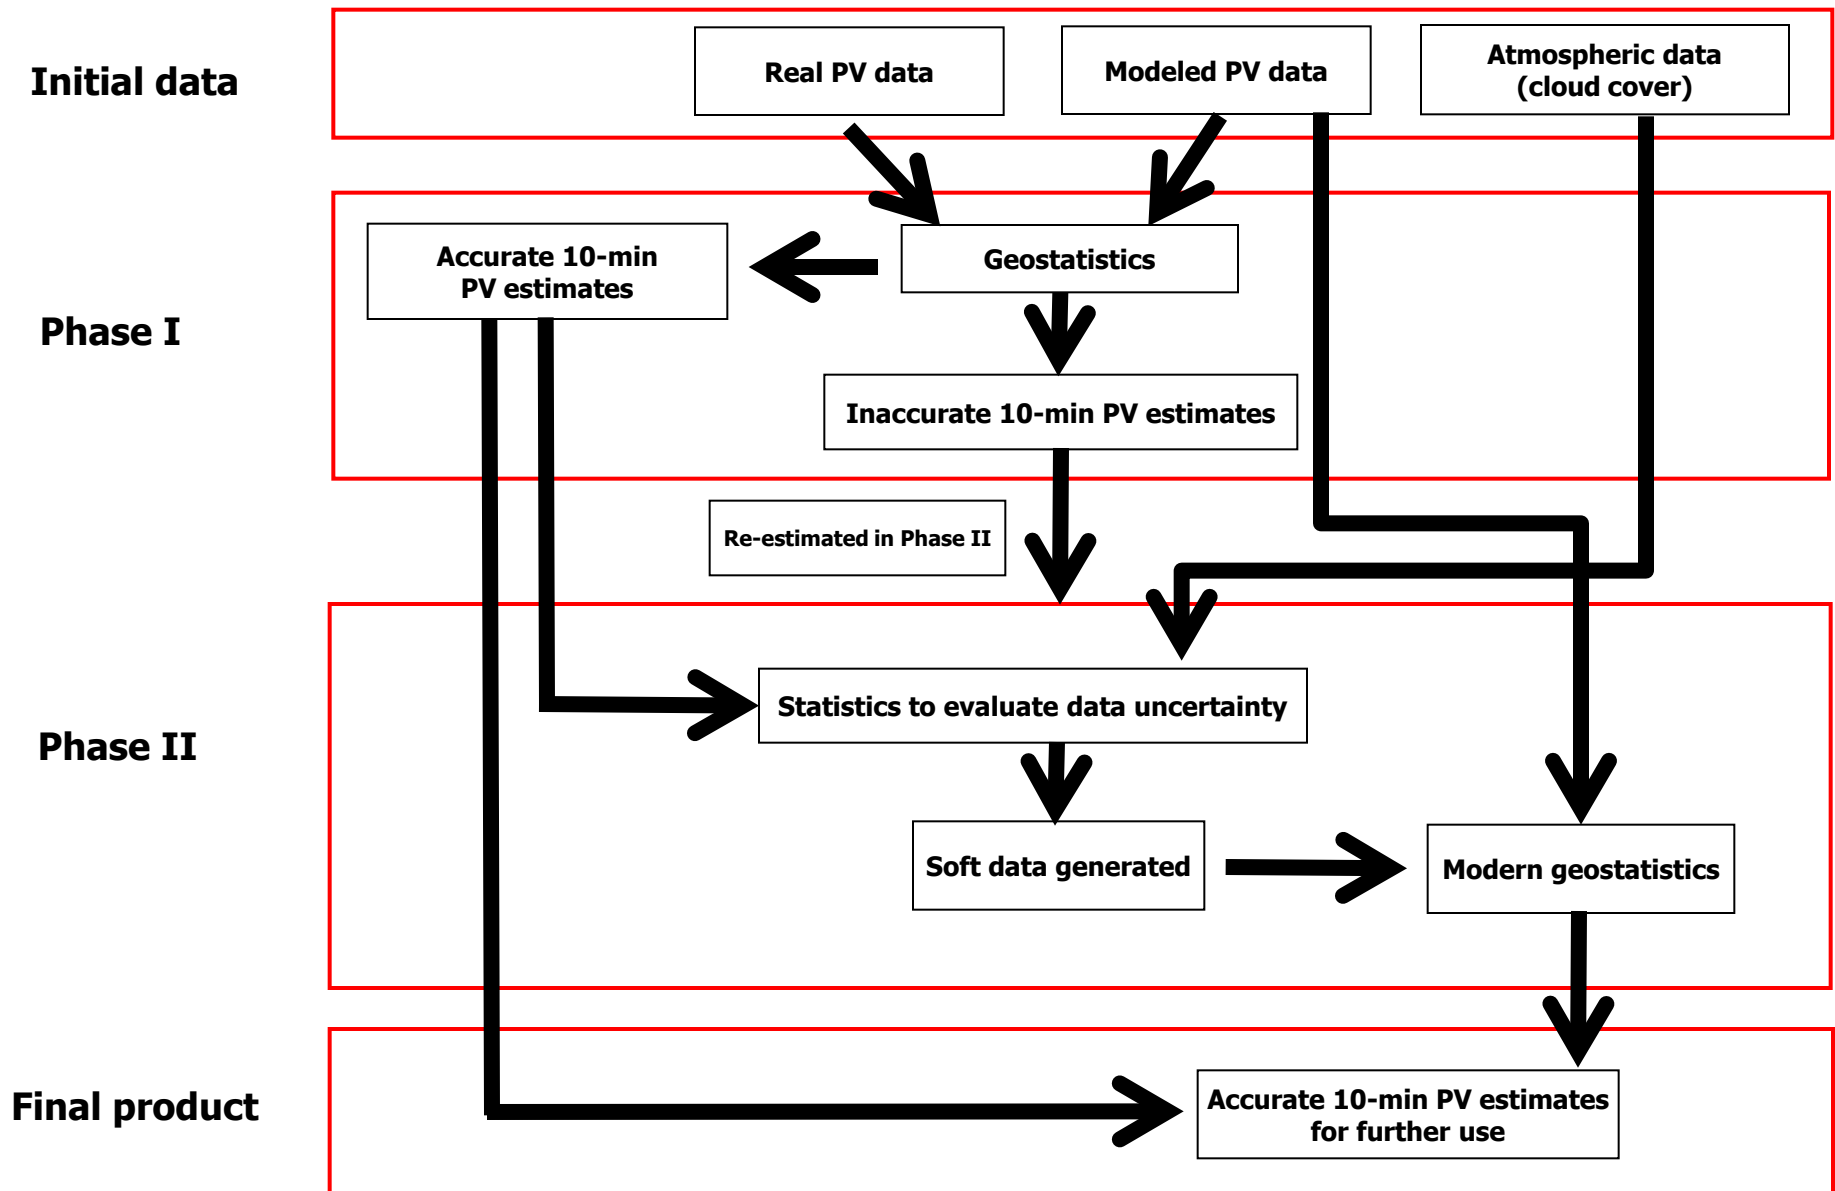 Initial data
Real PV data
Modeled PV data
Atmospheric data
(cloud cover)
Phase I
Accurate 10-min
PV estimates
Geostatistics
Inaccurate 10-min PV estimates
Re-estimated in Phase II
Phase II
Statistics to evaluate data uncertainty
Soft data generated
Modern geostatistics
Final product
Accurate 10-min PV estimates
for further use